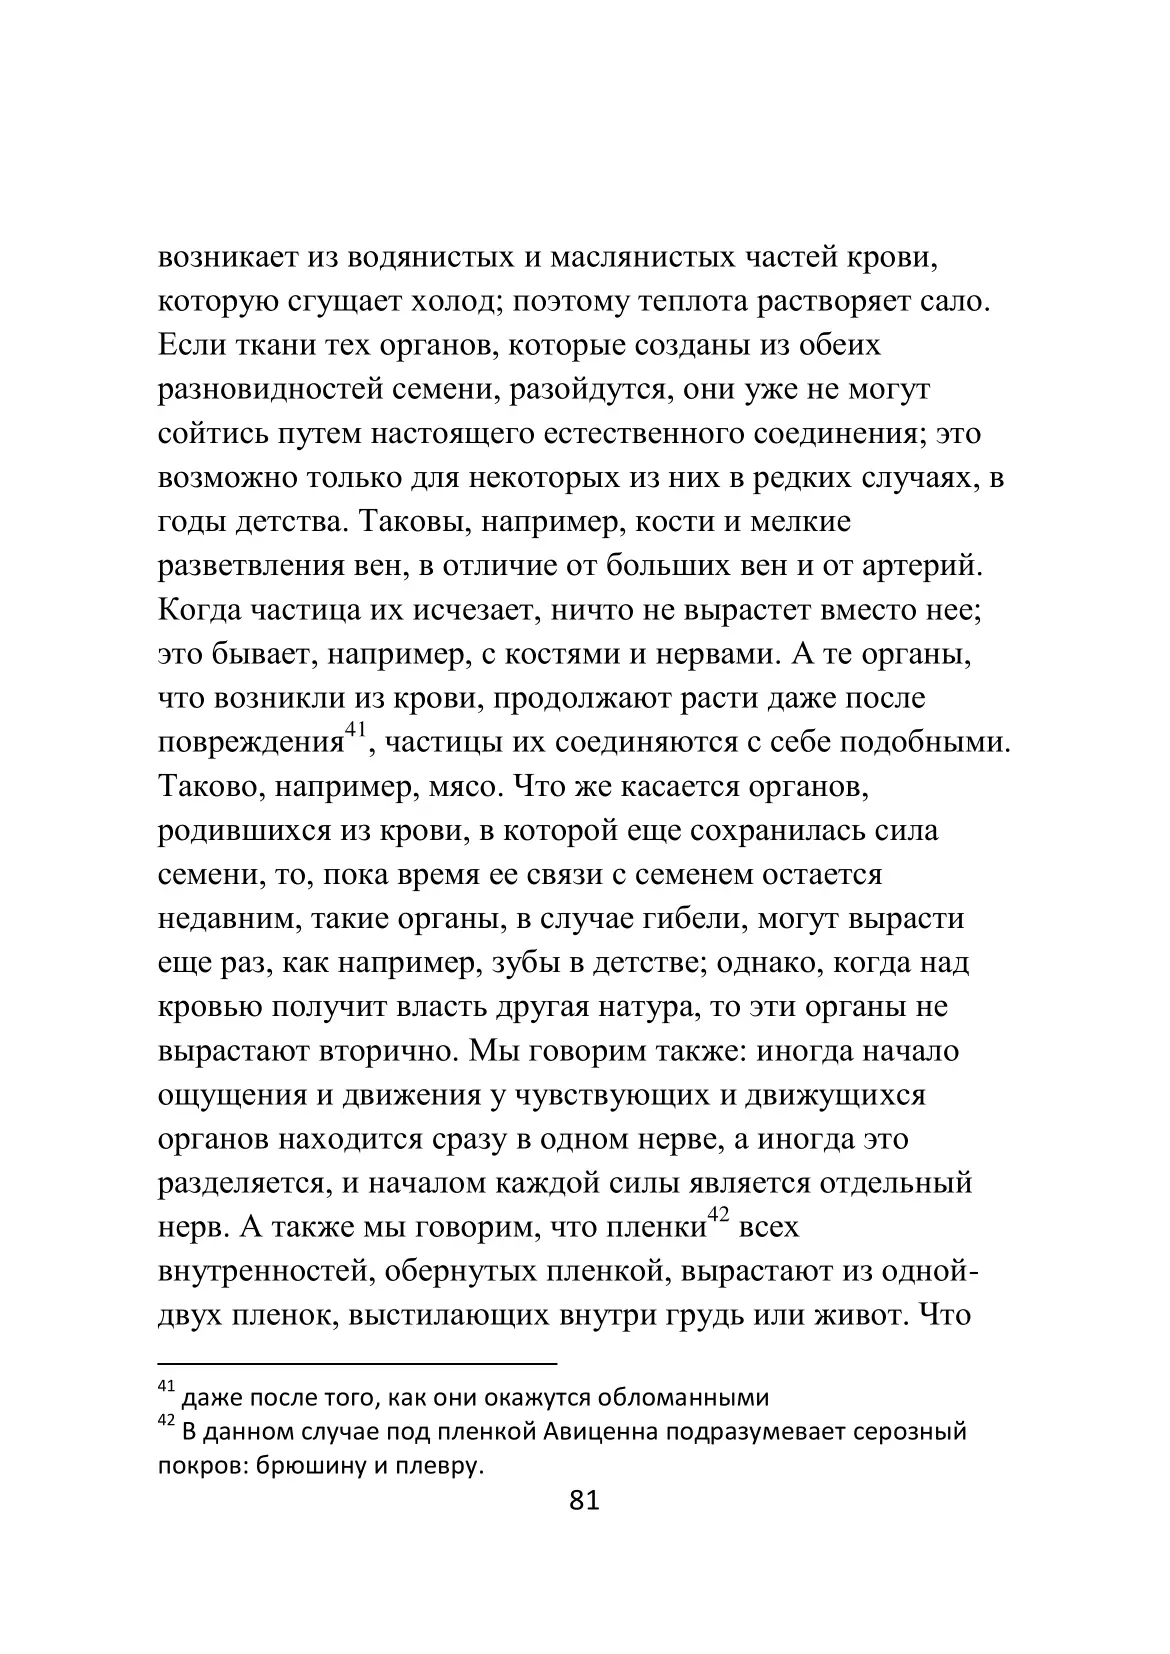 возникает из водянистых и маслянистых частей крови,
которую сгущает холод; поэтому теплота растворяет сало.
Если ткани тех органов, которые созданы из обеих
разновидностей семени, разойдутся, они уже не могут
сойтись путем настоящего естественного соединения; это
возможно только для некоторых из них в редких случаях, в
годы детства. Таковы, например, кости и мелкие
разветвления вен, в отличие от больших вен и от артерий.
Когда частица их исчезает, ничто не вырастет вместо нее;
это бывает, например, с костями и нервами. А те органы,
что возникли из крови, продолжают расти даже после
повреждения41, частицы их соединяются с себе подобными.
Таково, например, мясо. Что же касается органов,
родившихся из крови, в которой еще сохранилась сила
семени, то, пока время ее связи с семенем остается
недавним, такие органы, в случае гибели, могут вырасти
еще раз, как например, зубы в детстве; однако, когда над
кровью получит власть другая натура, то эти органы не
вырастают вторично. Мы говорим также: иногда начало
ощущения и движения у чувствующих и движущихся
органов находится сразу в одном нерве, а иногда это
разделяется, и началом каждой силы является отдельный
нерв. А также мы говорим, что пленки42 всех
внутренностей, обернутых пленкой, вырастают из одной-
двух пленок, выстилающих внутри грудь или живот. Что
41 даже после того, как они окажутся обломанными
42 В данном случае под пленкой Авиценна подразумевает серозный
покров: брюшину и плевру.
81